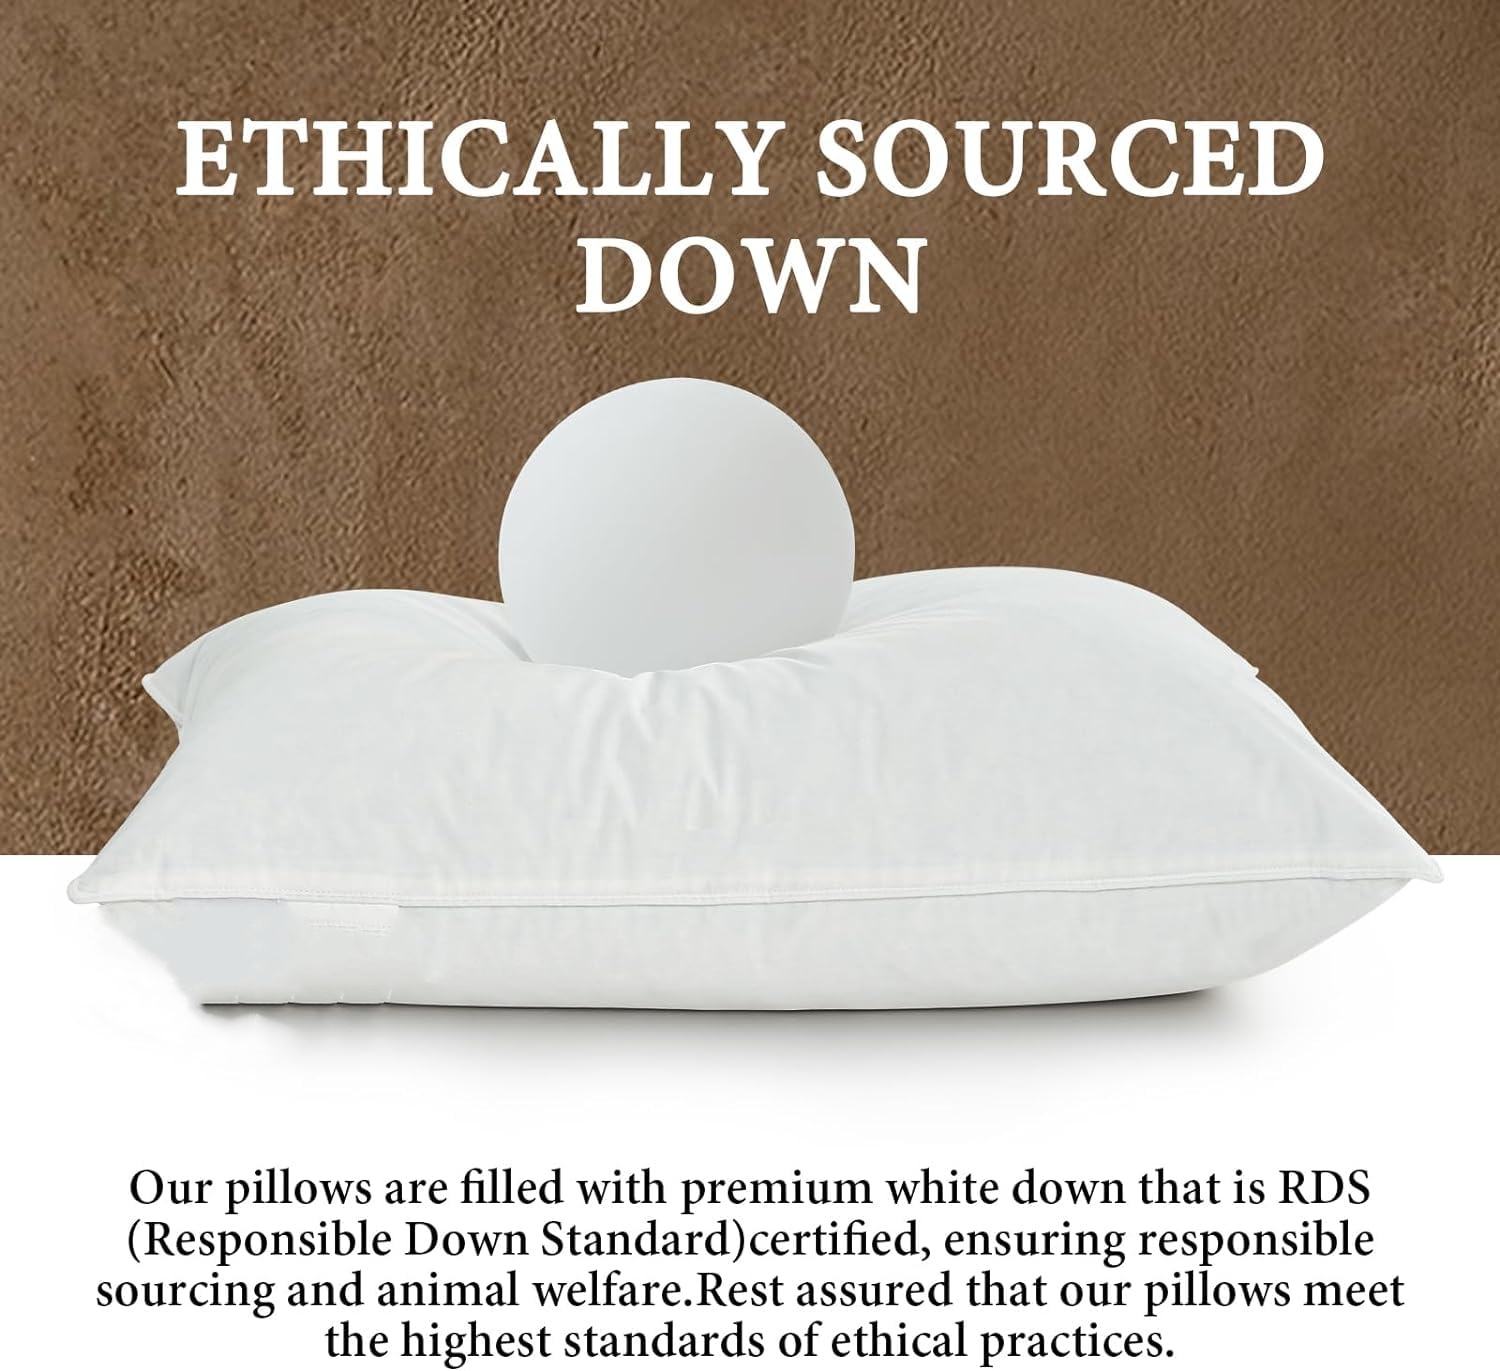 ETHICALLY SOURCED
DOWN
Our pillows are filled with premium white down that is RDS
(Responsible Down Standard)certified, ensuring responsible
sourcing and animal welfare.Rest assured that our pillows meet
the highest standards of ethical practices.